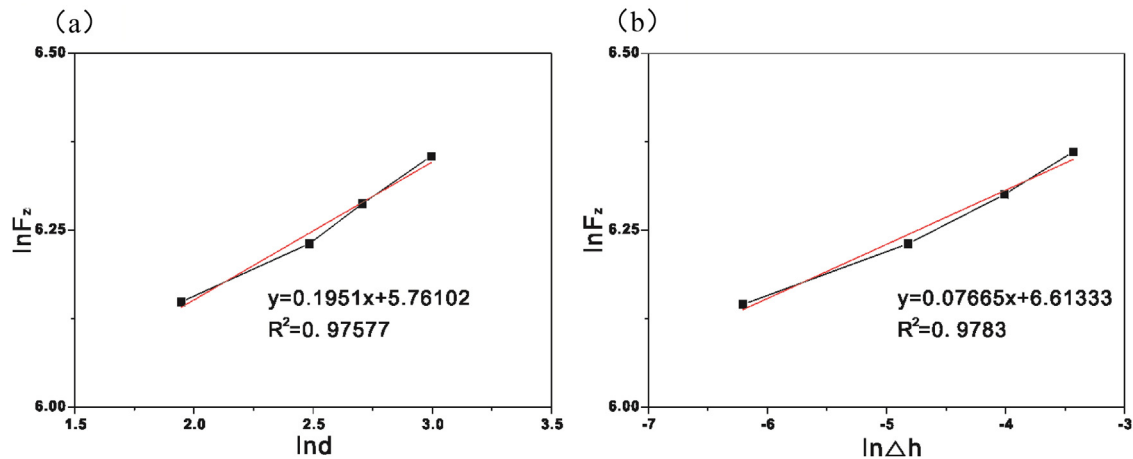 (a)
6.50
6.25
6.00
lnF_z
1.5 2.0 2.5 3.0 3.5
lnd
y=0.1951x+5.76102
R²=0. 97577
(b)
6.50
6.25
6.00
lnF_z
-7 -6 -5 -4 -3
ln△h
y=0.07665x+6.61333
R²=0. 9783